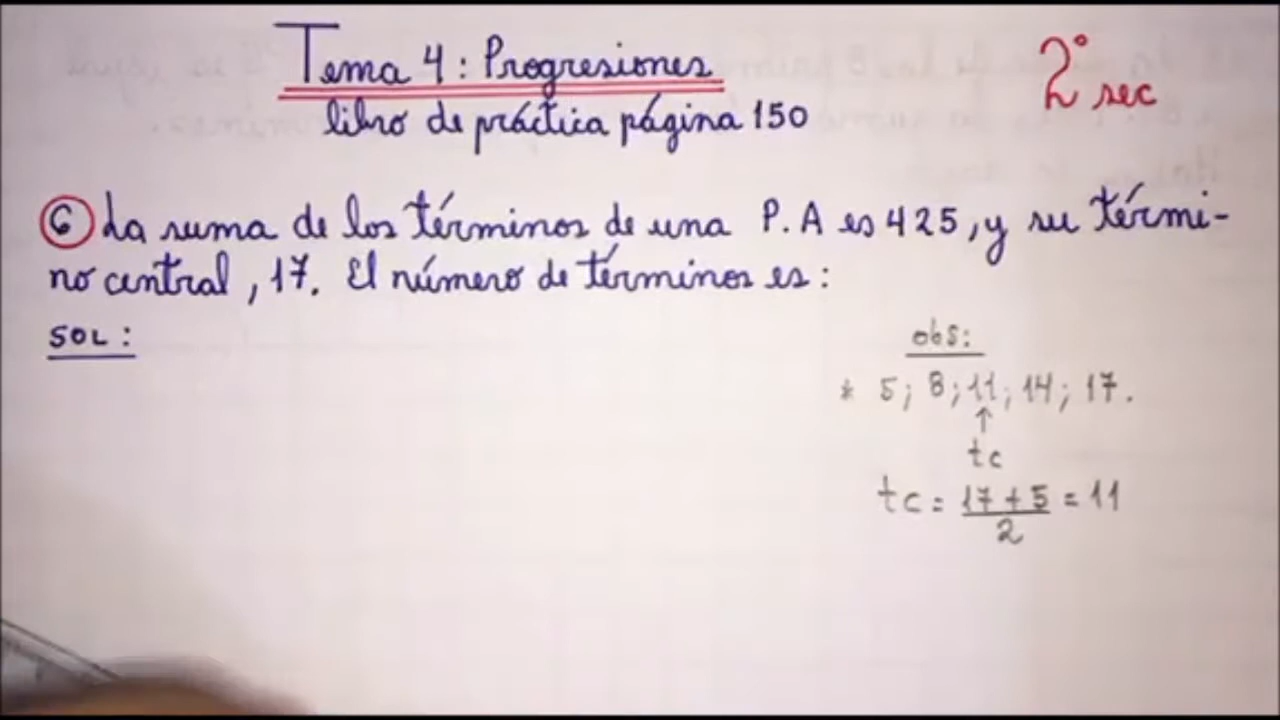 Tema 4: Progresiones
2° sec
libro de práctica página 150
6 La suma de los términos de una P.A es 425, y su térmi-
no central, 17. El número de términos es:
SOL:
obs:
* 5; 8; 11; 14; 17.
↑
tc
tc = 17+5/2 = 11